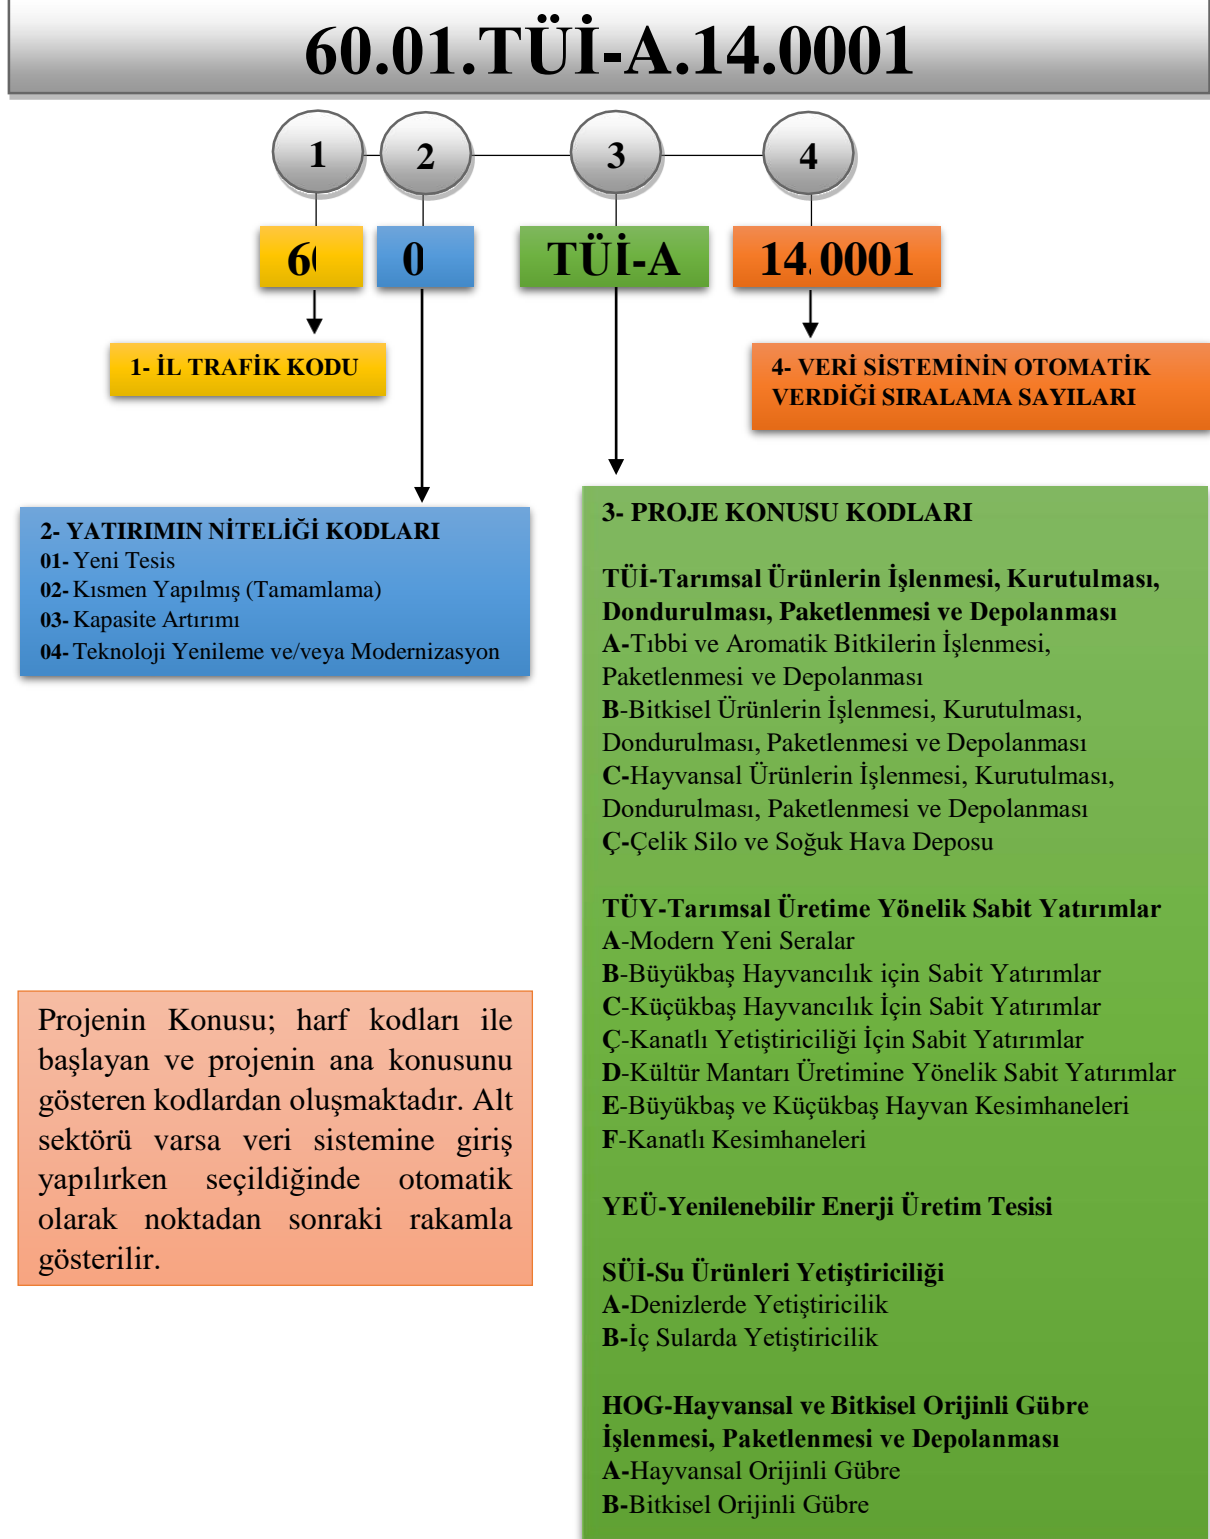 60.01.TÜİ-A.14.0001
1
2
3
4
60
0
TÜİ-A
14.0001
1- İL TRAFİK KODU
4- VERİ SİSTEMİNİN OTOMATİK
VERDİĞİ SIRALAMA SAYILARI
2- YATIRIMIN NİTELİĞİ KODLARI
01- Yeni Tesis
02- Kısmen Yapılmış (Tamamlama)
03- Kapasite Artırımı
04- Teknoloji Yenileme ve/veya Modernizasyon
3- PROJE KONUSU KODLARI
TÜİ-Tarımsal Ürünlerin İşlenmesi, Kurutulması,
Dondurulması, Paketlenmesi ve Depolanması
A-Tıbbi ve Aromatik Bitkilerin İşlenmesi,
Paketlenmesi ve Depolanması
B-Bitkisel Ürünlerin İşlenmesi, Kurutulması,
Dondurulması, Paketlenmesi ve Depolanması
C-Hayvansal Ürünlerin İşlenmesi, Kurutulması,
Dondurulması, Paketlenmesi ve Depolanması
Ç-Çelik Silo ve Soğuk Hava Deposu
TÜY-Tarımsal Üretime Yönelik Sabit Yatırımlar
A-Modern Yeni Seralar
B-Büyükbaş Hayvancılık için Sabit Yatırımlar
C-Küçükbaş Hayvancılık İçin Sabit Yatırımlar
Ç-Kanatlı Yetiştiriciliği İçin Sabit Yatırımlar
D-Kültür Mantarı Üretimine Yönelik Sabit Yatırımlar
E-Büyükbaş ve Küçükbaş Hayvan Kesimhaneleri
F-Kanatlı Kesimhaneleri
YEÜ-Yenilenebilir Enerji Üretim Tesisi
SÜİ-Su Ürünleri Yetiştiriciliği
A-Denizlerde Yetiştiricilik
B-İç Sularda Yetiştiricilik
HOG-Hayvansal ve Bitkisel Orijinli Gübre
İşlenmesi, Paketlenmesi ve Depolanması
A-Hayvansal Orijinli Gübre
B-Bitkisel Orijinli Gübre
Projenin Konusu; harf kodları ile
başlayan ve projenin ana konusunu
gösteren kodlardan oluşmaktadır. Alt
sektörü varsa veri sistemine giriş
yapılırken seçildiğinde otomatik
olarak noktadan sonraki rakamla
gösterilir.